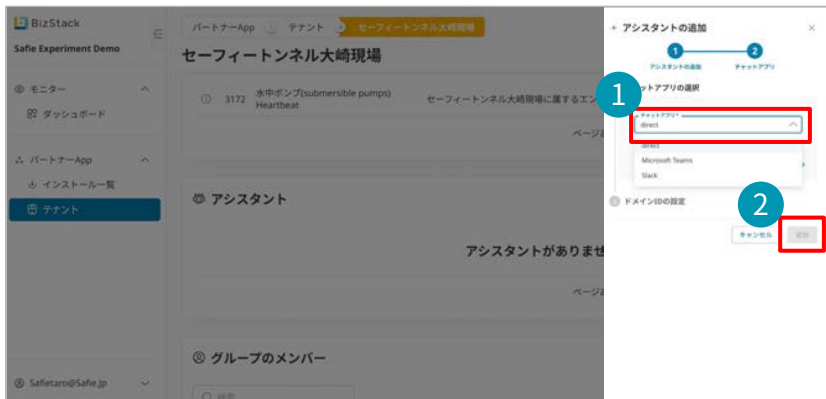 BizStack
Safie Experiment Demo
モニター
ダッシュボード
パートナーApp
インストール一覧
テナント
Safietaro@Safie.jp
パートナーApp
テナント
セーフィートンネル大崎現場
セーフィートンネル大崎現場
3172
水中ポンプ(submersible pumps)
Heartbeat
セーフィートンネル大崎現場に属するエン
ページあ
アシスタント
アシスタントがありませ
ページあ
グループのメンバー
検索
+ アシスタントの追加
×
1
2
アシスタントの追加
チャットアプリ
1
ットアプリの選択
チャットアプリ*
direct
direct
Microsoft Teams
Slack
ドメインIDの設定
2
キャンセル
追加